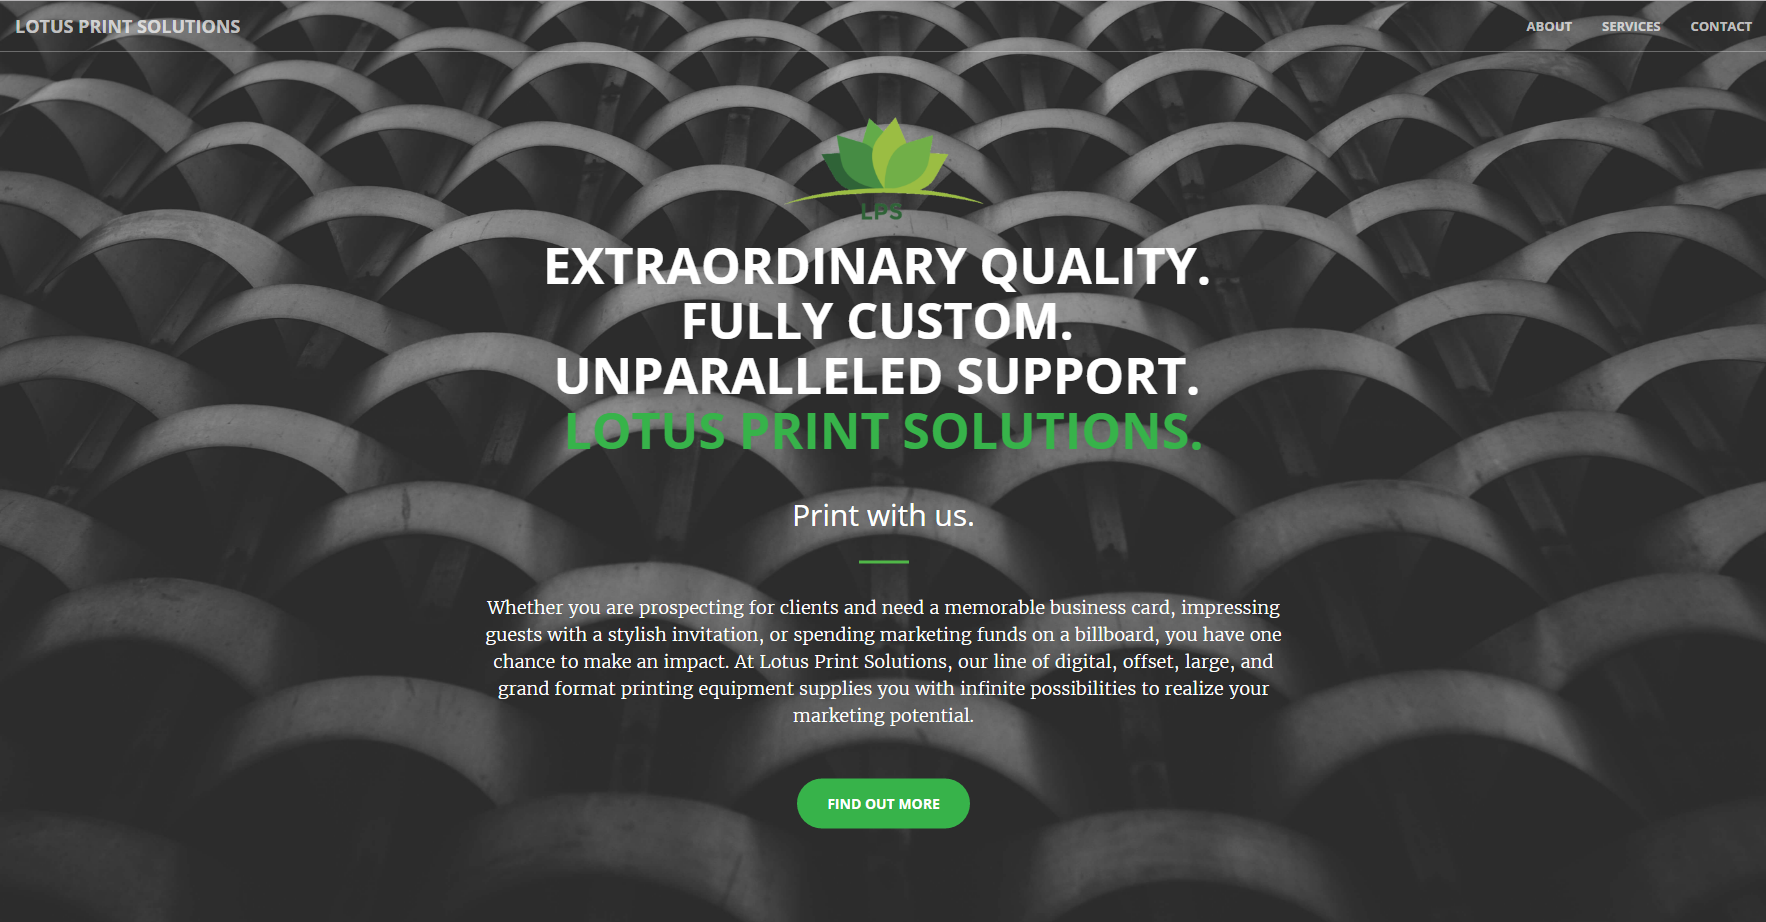 LOTUS PRINT SOLUTIONS
ABOUT
SERVICES
CONTACT
LPS
EXTRAORDINARY QUALITY.
FULLY CUSTOM.
UNPARALLELED SUPPORT.
LOTUS PRINT SOLUTIONS.
Print with us.
Whether you are prospecting for clients and need a memorable business card, impressing
guests with a stylish invitation, or spending marketing funds on a billboard, you have one
chance to make an impact. At Lotus Print Solutions, our line of digital, offset, large, and
grand format printing equipment supplies you with infinite possibilities to realize your
marketing potential.
FIND OUT MORE